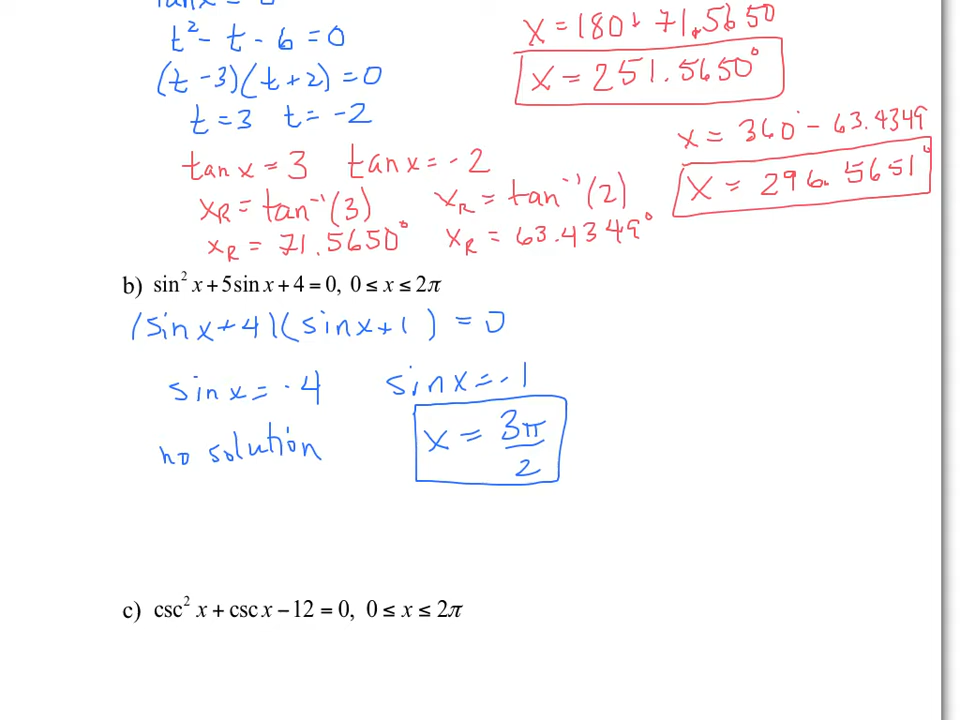 tan x = 0
t² - t - 6 = 0
(t - 3)(t + 2) = 0
t = 3 t = -2
tan x = 3 tan x = -2
x_R = tan⁻¹(3) x_R = tan⁻¹(2)
x_R = 71.5650° x_R = 63.4349°
x = 180 + 71.5650
x = 251.5650°
x = 360° - 63.4349
x = 296.5651°
b) sin² x + 5sin x + 4 = 0, 0 ≤ x ≤ 2π
(sin x + 4)(sin x + 1) = 0
sin x = -4 sin x = -1
no solution x = 3π/2
c) csc² x + csc x − 12 = 0, 0 ≤ x ≤ 2π